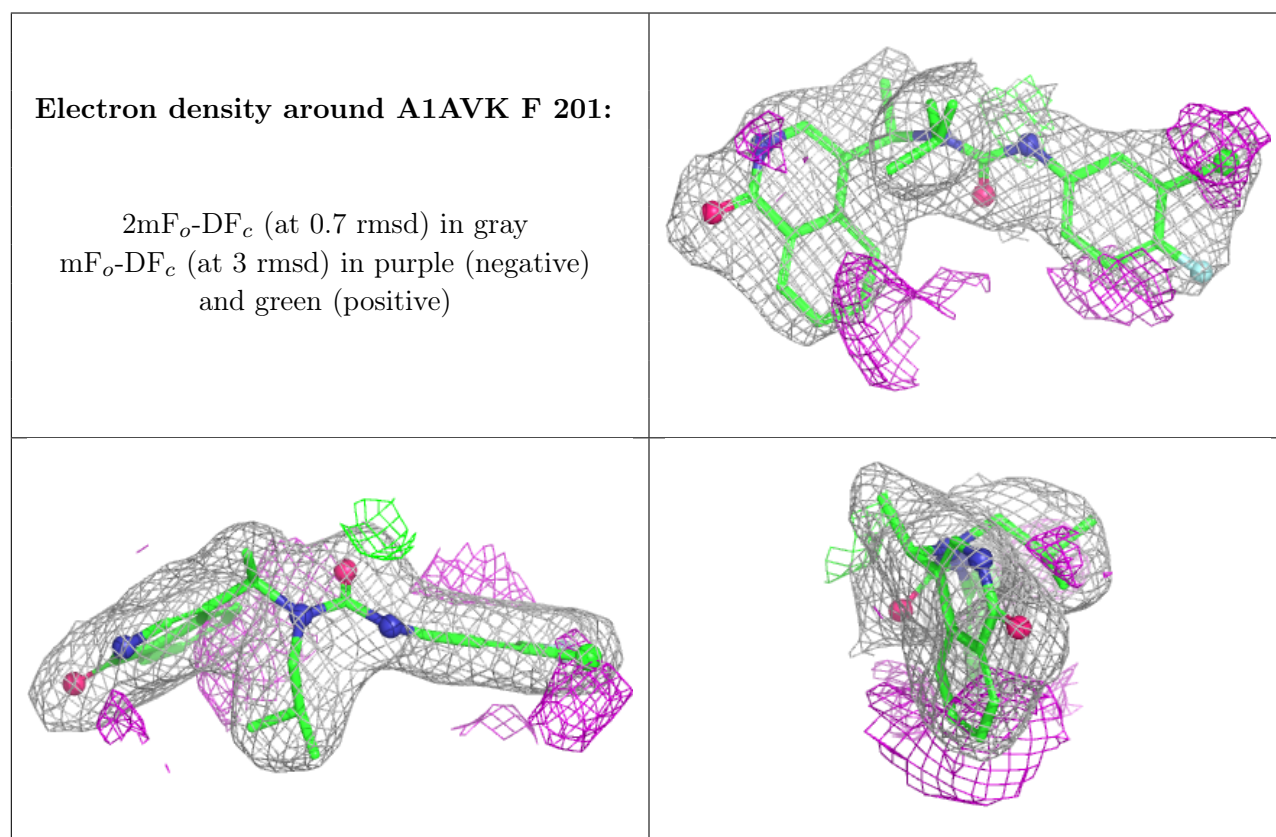 Electron density around A1AVK F 201:
2mFo-DFc (at 0.7 rmsd) in gray
mFo-DFc (at 3 rmsd) in purple (negative)
and green (positive)